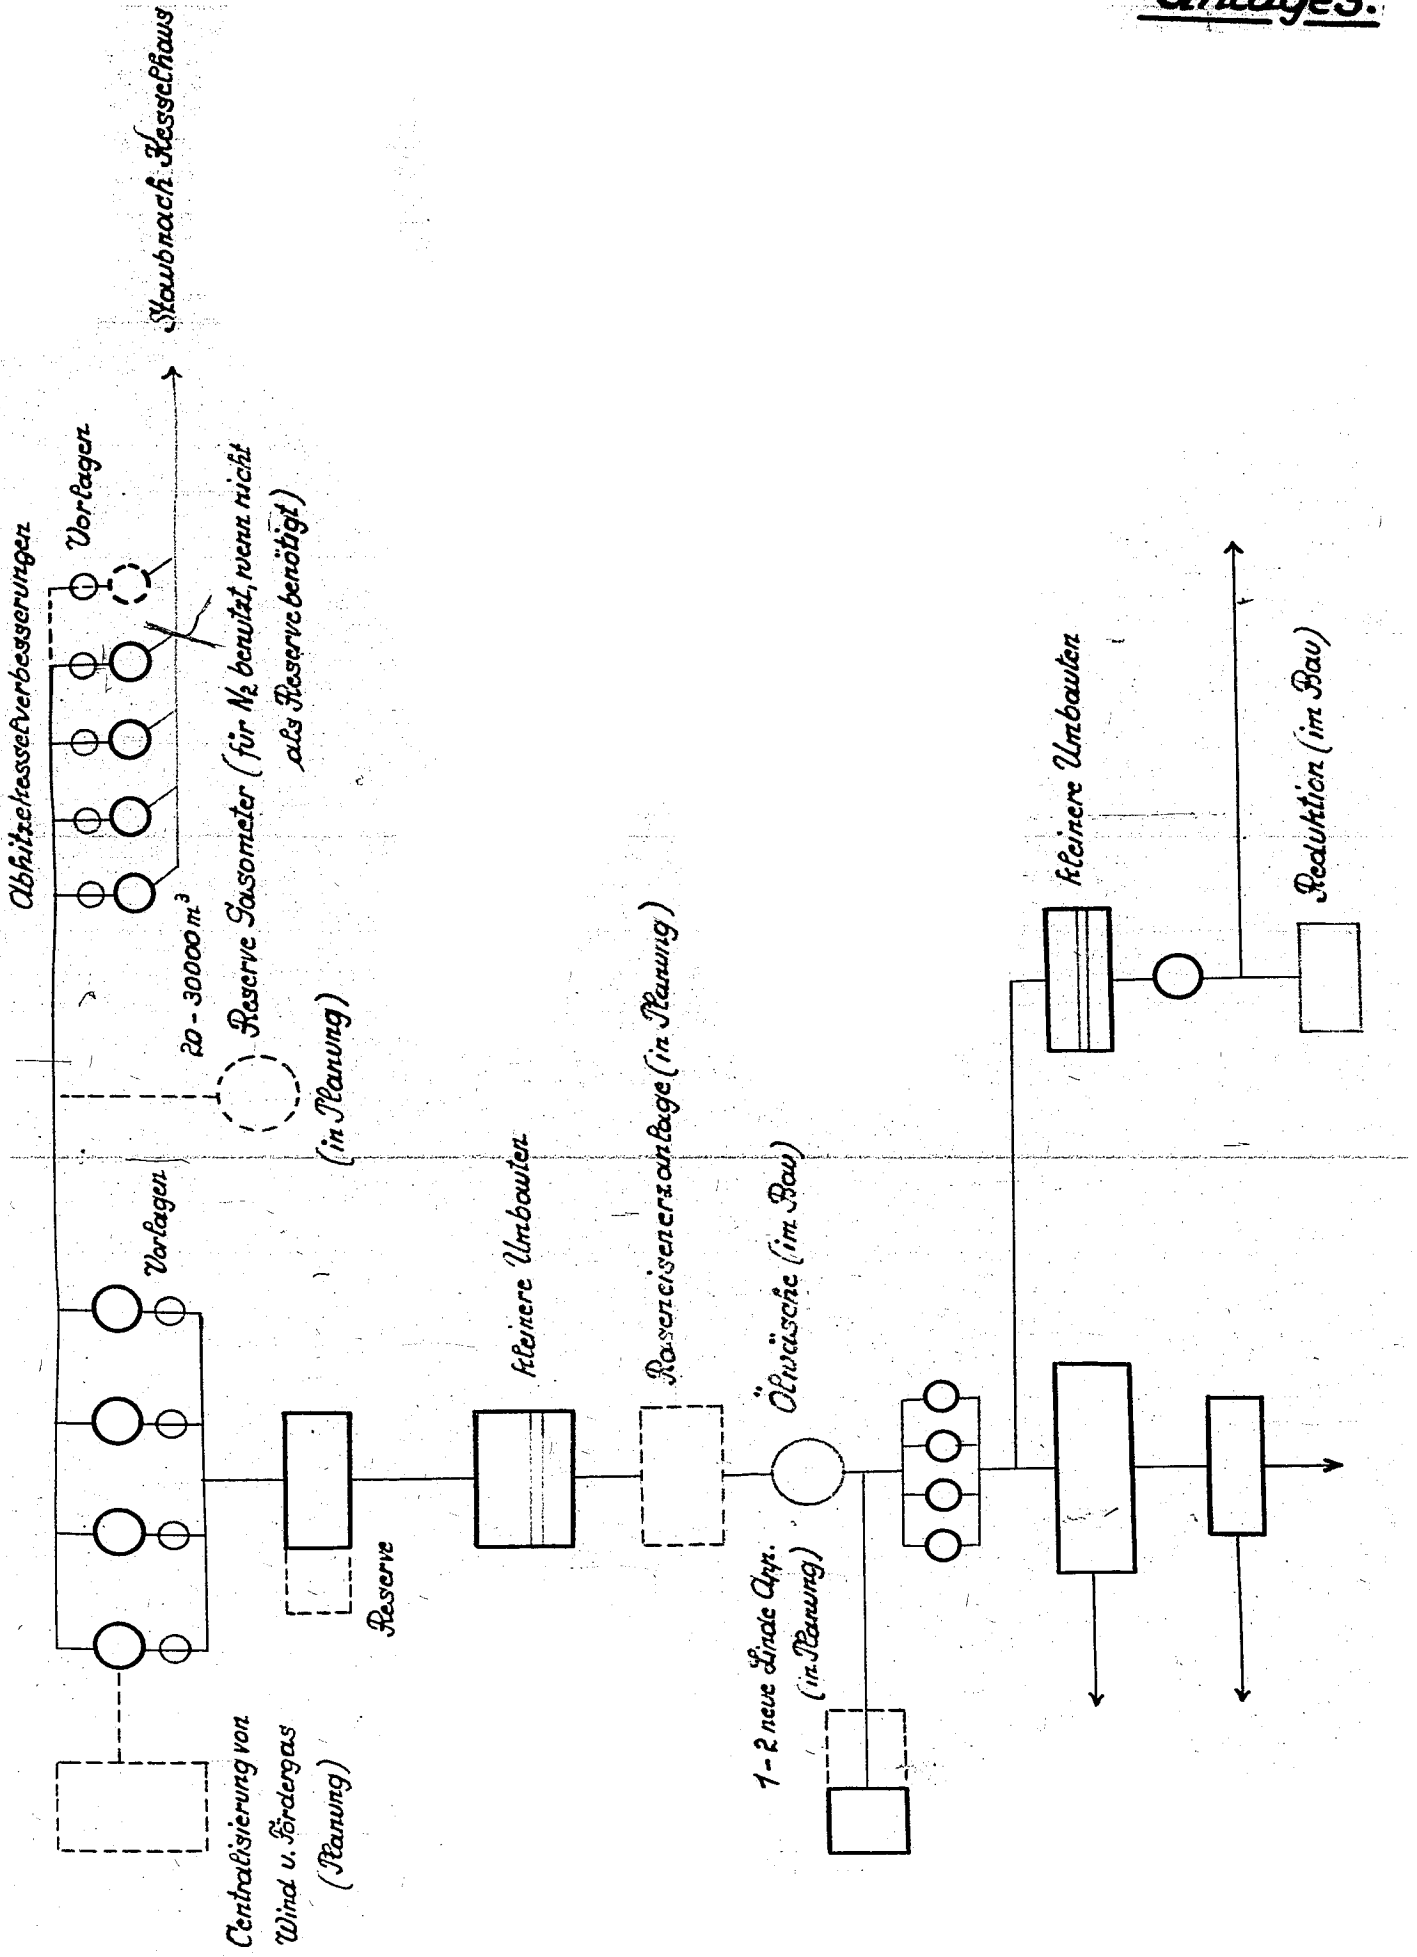 Anlage 3.
Abhitzekesselverbesserungen
Vorlagen
Staub nach Kesselhaus
20 - 30000 m³
Reserve Gasometer (für N₂ benutzt, wenn nicht
als Reserve benötigt)
(in Planung)
Vorlagen
Centralisierung von
Wind u. Fördergas
(Planung)
Reserve
kleinere Umbauten
Raseneisenerzanlage (in Planung)
Ölwäsche (im Bau)
1 - 2 neue Linde App.
(in Planung)
kleinere Umbauten
Reduktion (im Bau)